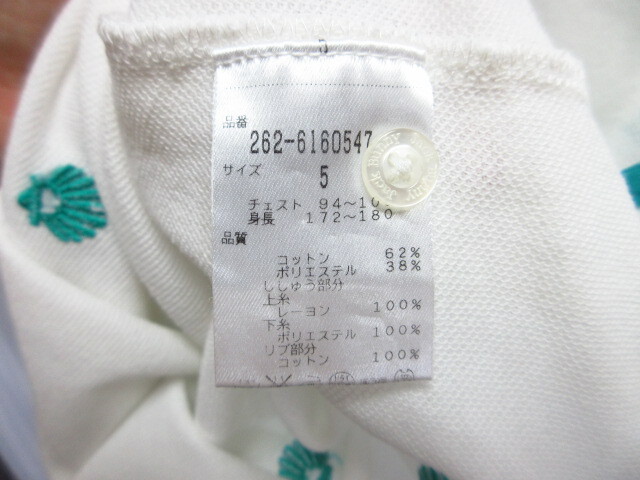 品番
262-6160547
サイズ 5
チェスト 94～10
身長 172～180
品質
コットン 62%
ポリエステル 38%
ししゅう部分
上糸
レーヨン 100%
下糸
ポリエステル 100%
リブ部分
コットン 100%
JACK BUNNY